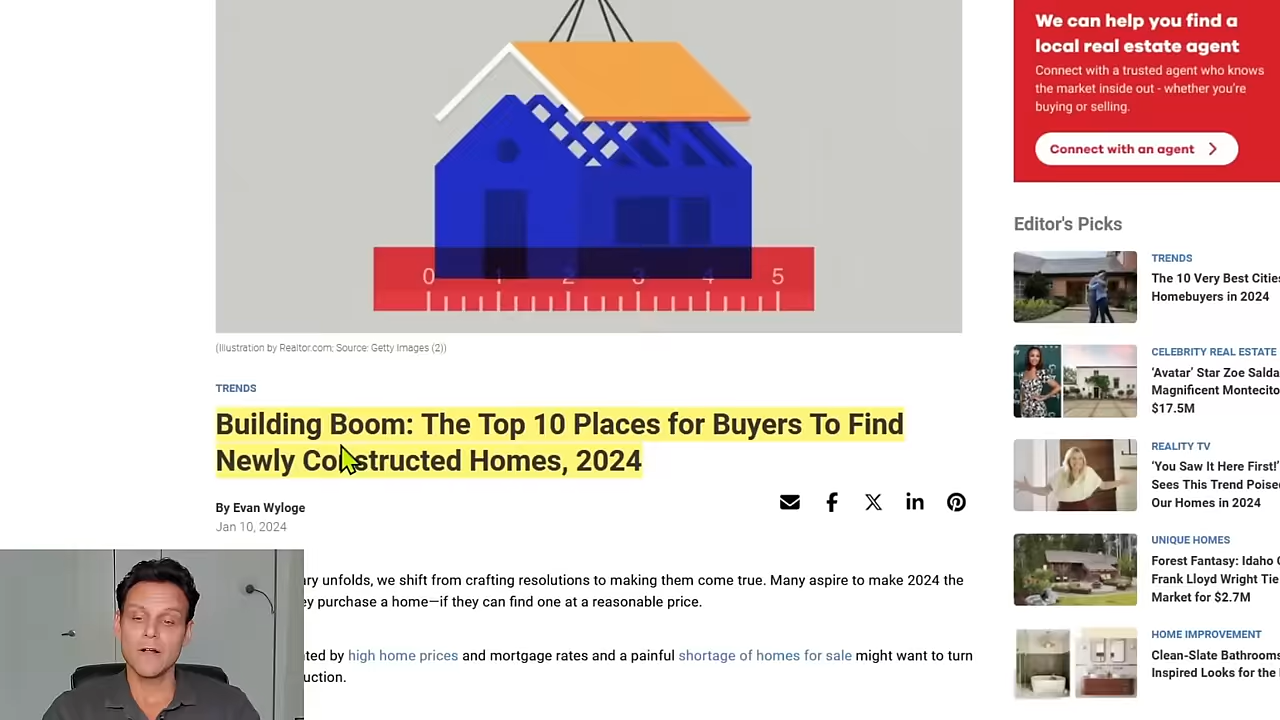 We can help you find a
local real estate agent
Connect with a trusted agent who knows
the market inside out - whether you're
buying or selling.
Connect with an agent
0 1 2 3 4 5
(Illustration by Realtor.com; Source: Getty Images (2))
TRENDS
Building Boom: The Top 10 Places for Buyers To Find
Newly Constructed Homes, 2024
By Evan Wyloge
Jan 10, 2024
unfolds, we shift from crafting resolutions to making them come true. Many aspire to make 2024 the
purchase a home—if they can find one at a reasonable price.
by high home prices and mortgage rates and a painful shortage of homes for sale might want to turn
Editor's Picks
TRENDS
The 10 Very Best Citie
Homebuyers in 2024
CELEBRITY REAL ESTATE
'Avatar' Star Zoe Salda
Magnificent Montecito
$17.5M
REALITY TV
'You Saw It Here First!'
Sees This Trend Poise
Our Homes in 2024
UNIQUE HOMES
Forest Fantasy: Idaho
Frank Lloyd Wright Tie
Market for $2.7M
HOME IMPROVEMENT
Clean-Slate Bathrooms
Inspired Looks for the